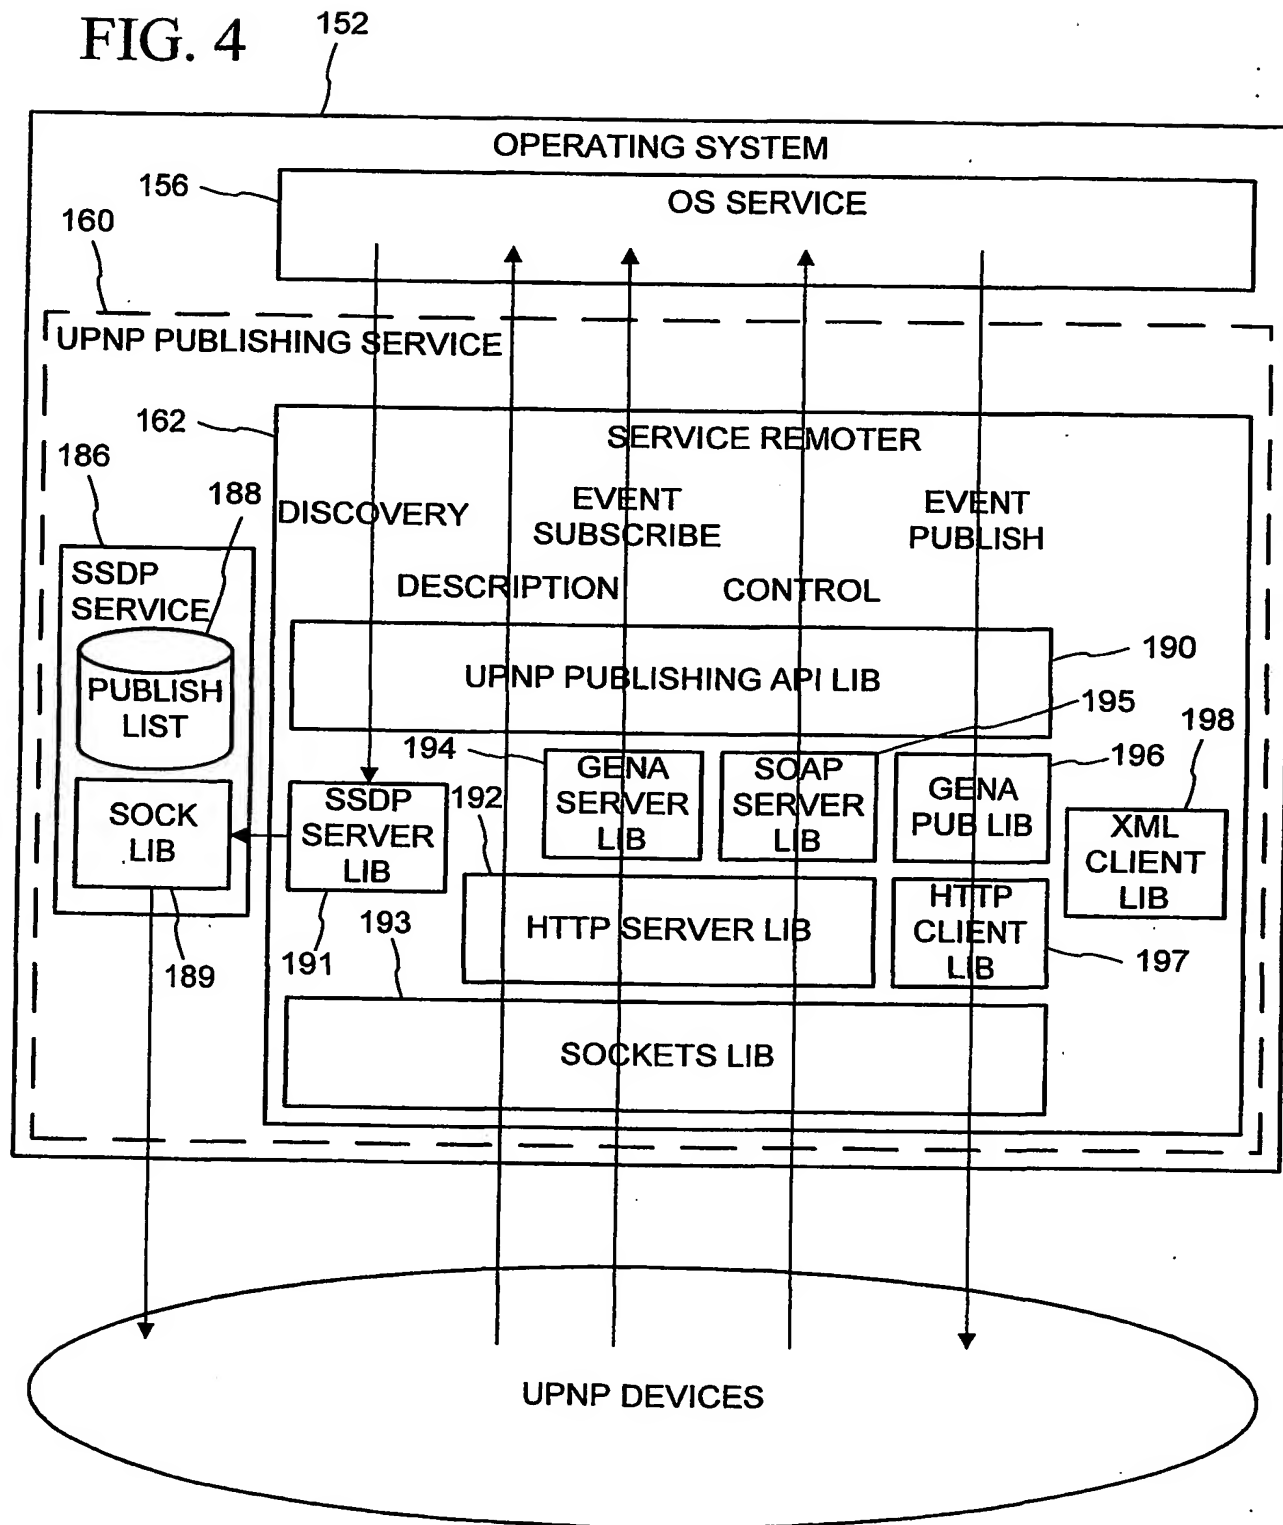 FIG. 4
152
OPERATING SYSTEM
156
OS SERVICE
160
UPNP PUBLISHING SERVICE
162
SERVICE REMOTER
186
188
DISCOVERY
EVENT
SUBSCRIBE
EVENT
PUBLISH
DESCRIPTION
CONTROL
SSDP
SERVICE
PUBLISH
LIST
UPNP PUBLISHING API LIB
190
195
198
194
GENA
SERVER
LIB
SOAP
SERVER
LIB
GENA
PUB LIB
196
SOCK
LIB
SSDP
SERVER
LIB
192
XML
CLIENT
LIB
HTTP SERVER LIB
HTTP
CLIENT
LIB
189
191
193
197
SOCKETS LIB
UPNP DEVICES